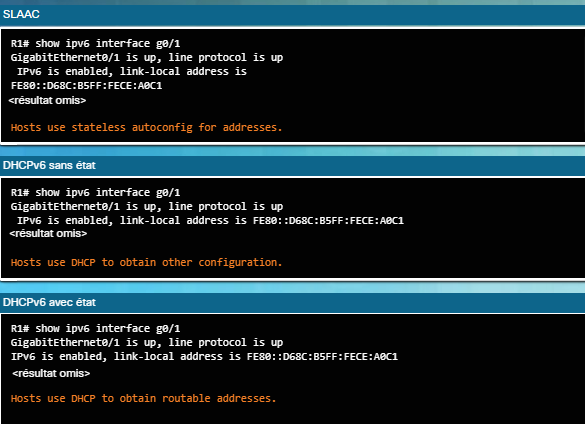 SLAAC
R1# show ipv6 interface g0/1
GigabitEthernet0/1 is up, line protocol is up
IPv6 is enabled, link-local address is
FE80::D68C:B5FF:FECE:A0C1
<résultat omis>
Hosts use stateless autoconfig for addresses.
DHCPv6 sans état
R1# show ipv6 interface g0/1
GigabitEthernet0/1 is up, line protocol is up
IPv6 is enabled, link-local address is FE80::D68C:B5FF:FECE:A0C1
<résultat omis>
Hosts use DHCP to obtain other configuration.
DHCPv6 avec état
R1# show ipv6 interface g0/1
GigabitEthernet0/1 is up, line protocol is up
IPv6 is enabled, link-local address is FE80::D68C:B5FF:FECE:A0C1
<résultat omis>
Hosts use DHCP to obtain routable addresses.